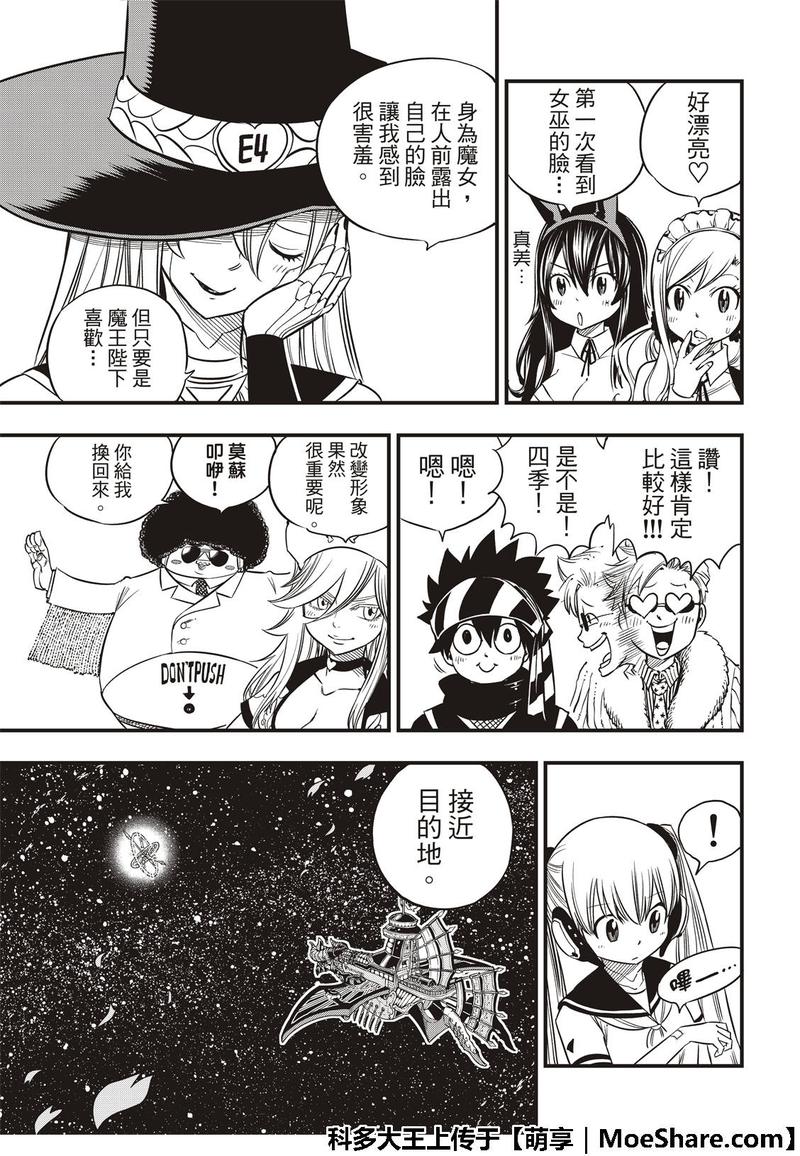 好漂亮♡
第一次看到
女巫的臉…
真美…
身為魔女，
在人前露出
自己的臉
讓我感到
很害羞。
E4
但只要是
魔王陛下
喜歡…
讚！
這樣肯定
比較好!!!
是不是！
四季！
嗯！
嗯！
改變形象
果然
很重要呢。
莫蘇
叩咿！
你給我
換回來。
DON'T PUSH
！
嗶一…
接近
目的地。
科多大王上传于【萌享｜MoeShare.com】